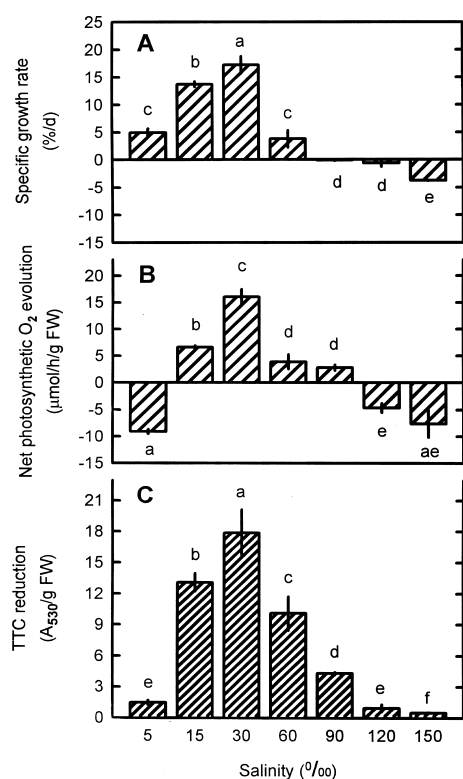 A
Specific growth rate
(%/d)
25
20
15
10
5
0
-5
-10
-15
c
b
a
c
d
d
e
B
Net photosynthetic O₂ evolution
(μmol/h/g FW)
20
15
10
5
0
-5
-10
-15
a
b
c
d
d
e
ae
C
TTC reduction
(A₅₃₀/g FW)
21
18
15
12
9
6
3
0
e
b
a
c
d
e
f
5 15 30 60 90 120 150
Salinity (⁰/₀₀)